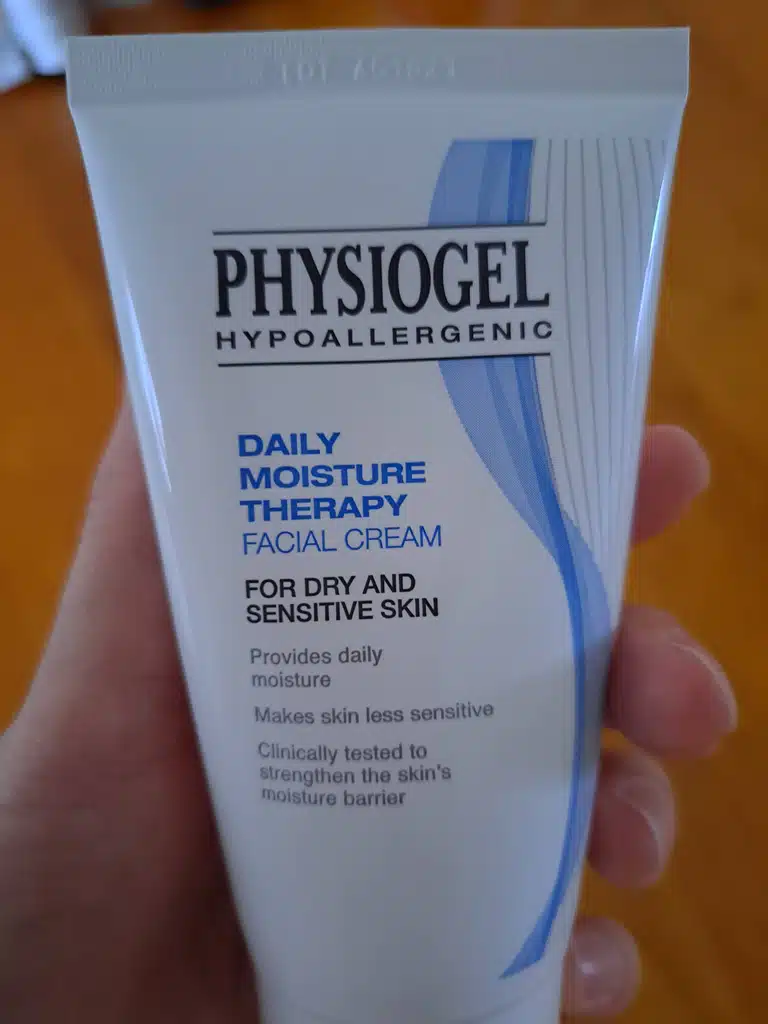 PHYSIOGEL
HYPOALLERGENIC
DAILY
MOISTURE
THERAPY
FACIAL CREAM
FOR DRY AND
SENSITIVE SKIN
Provides daily
moisture
Makes skin less sensitive
Clinically tested to
strengthen the skin's
moisture barrier